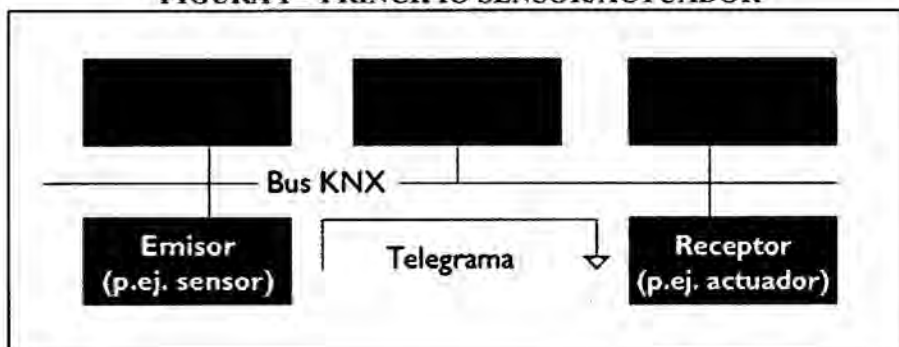 Bus KNX
Emisor
(p.ej. sensor)
Telegrama
Receptor
(p.ej. actuador)